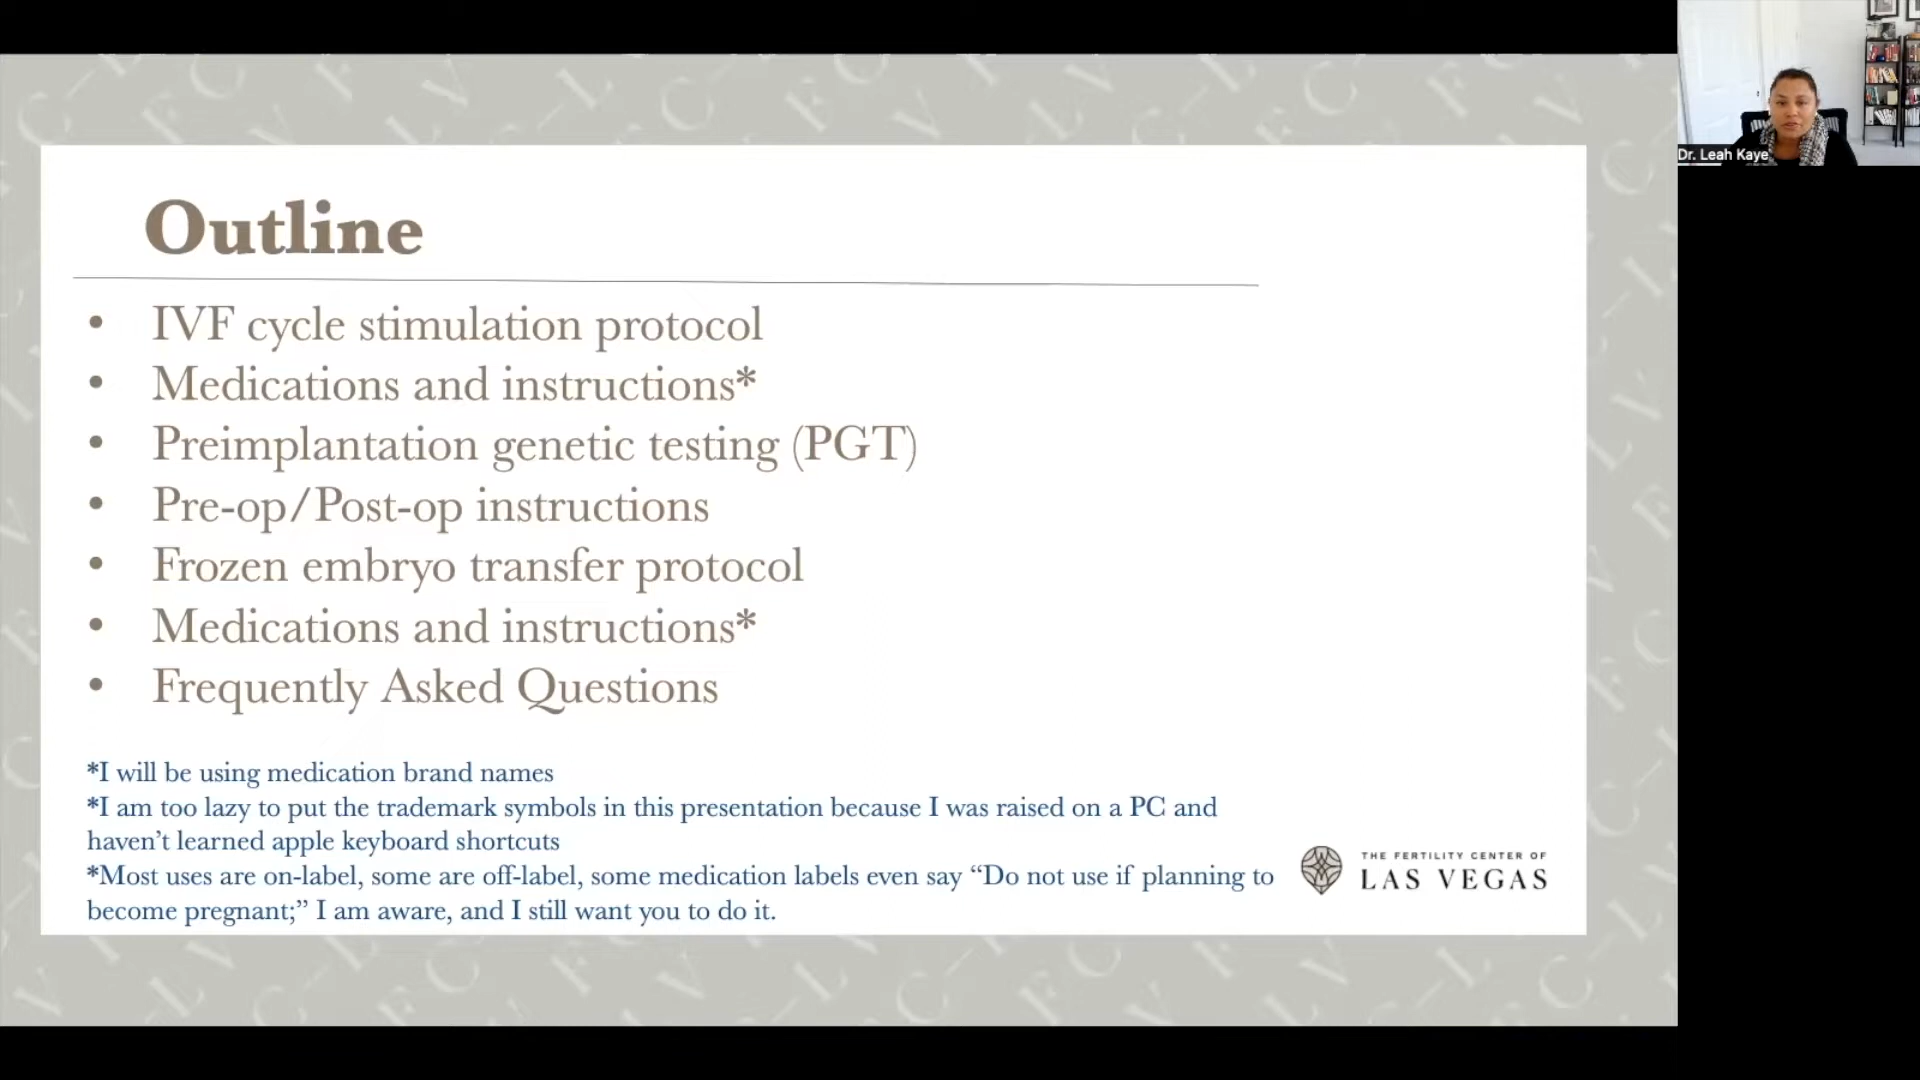 Outline
• IVF cycle stimulation protocol
• Medications and instructions*
• Preimplantation genetic testing (PGT)
• Pre-op/Post-op instructions
• Frozen embryo transfer protocol
• Medications and instructions*
• Frequently Asked Questions
*I will be using medication brand names
*I am too lazy to put the trademark symbols in this presentation because I was raised on a PC and
haven’t learned apple keyboard shortcuts
*Most uses are on-label, some are off-label, some medication labels even say “Do not use if planning to
become pregnant;” I am aware, and I still want you to do it.
THE FERTILITY CENTER OF
LAS VEGAS
Dr. Leah Kaye